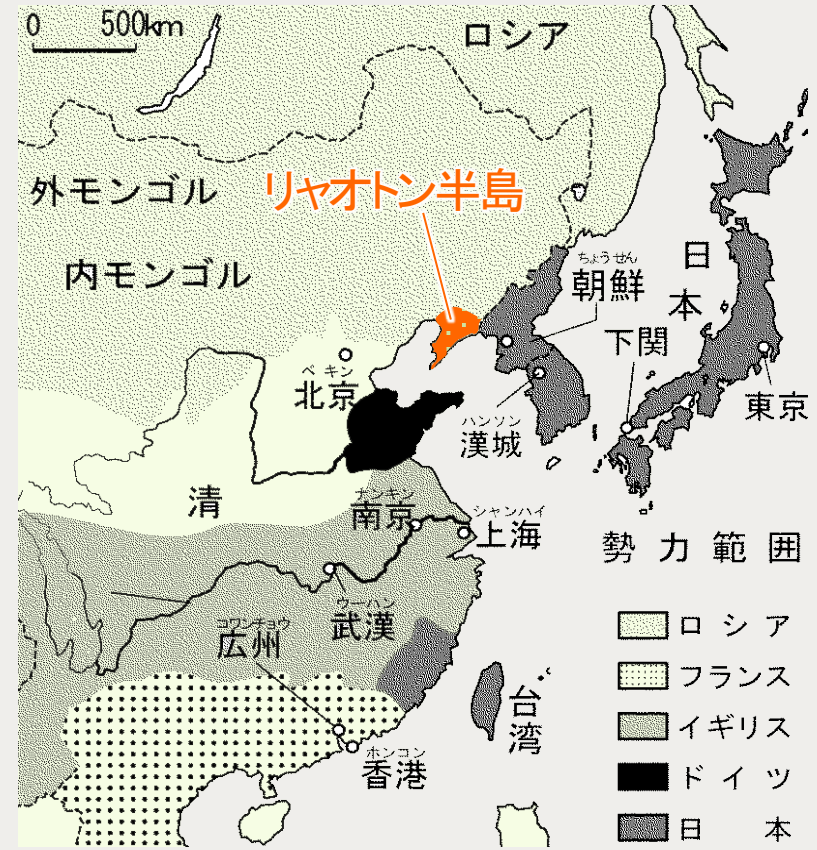 0 500km
ロシア
外モンゴル
リャオトン半島
内モンゴル
日本
ちょうせん
朝鮮
下関
ペキン
北京
東京
ハンソン
漢城
清
ナンキン
南京
シャンハイ
上海
勢力範囲
ウーハン
武漢
コワンチョウ
広州
台湾
ホンコン
香港
ロシア
フランス
イギリス
ドイツ
日本